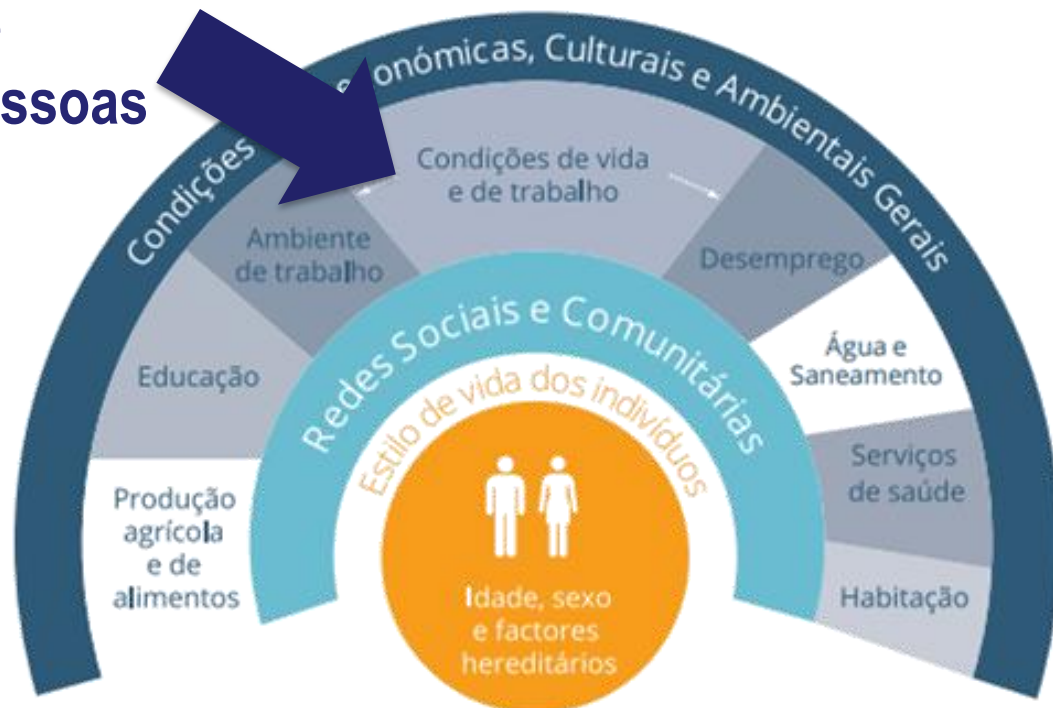 ssoas
Condições
onómicas, Culturais e Ambientais Gerais
Condições de vida
e de trabalho
Ambiente
de trabalho
Desemprego
Educação
Água e
Saneamento
Produção
agrícola
e de
alimentos
Serviços
de saúde
Habitação
Redes Sociais e Comunitárias
Estilo de vida dos indivíduos
Idade, sexo
e factores
hereditários